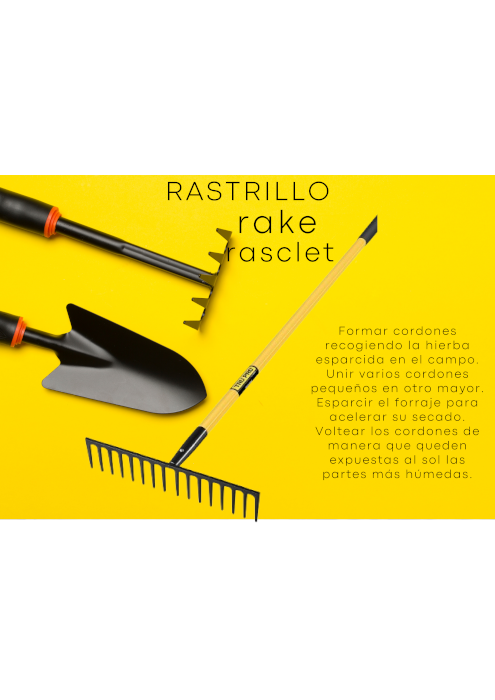 RASTRILLO
rake
rasclet
Formar cordones
recogiendo la hierba
esparcida en el campo.
Unir varios cordones
pequeños en otro mayor.
Esparcir el forraje para
acelerar su secado.
Voltear los cordones de
manera que queden
expuestas al sol las
partes más húmedas.